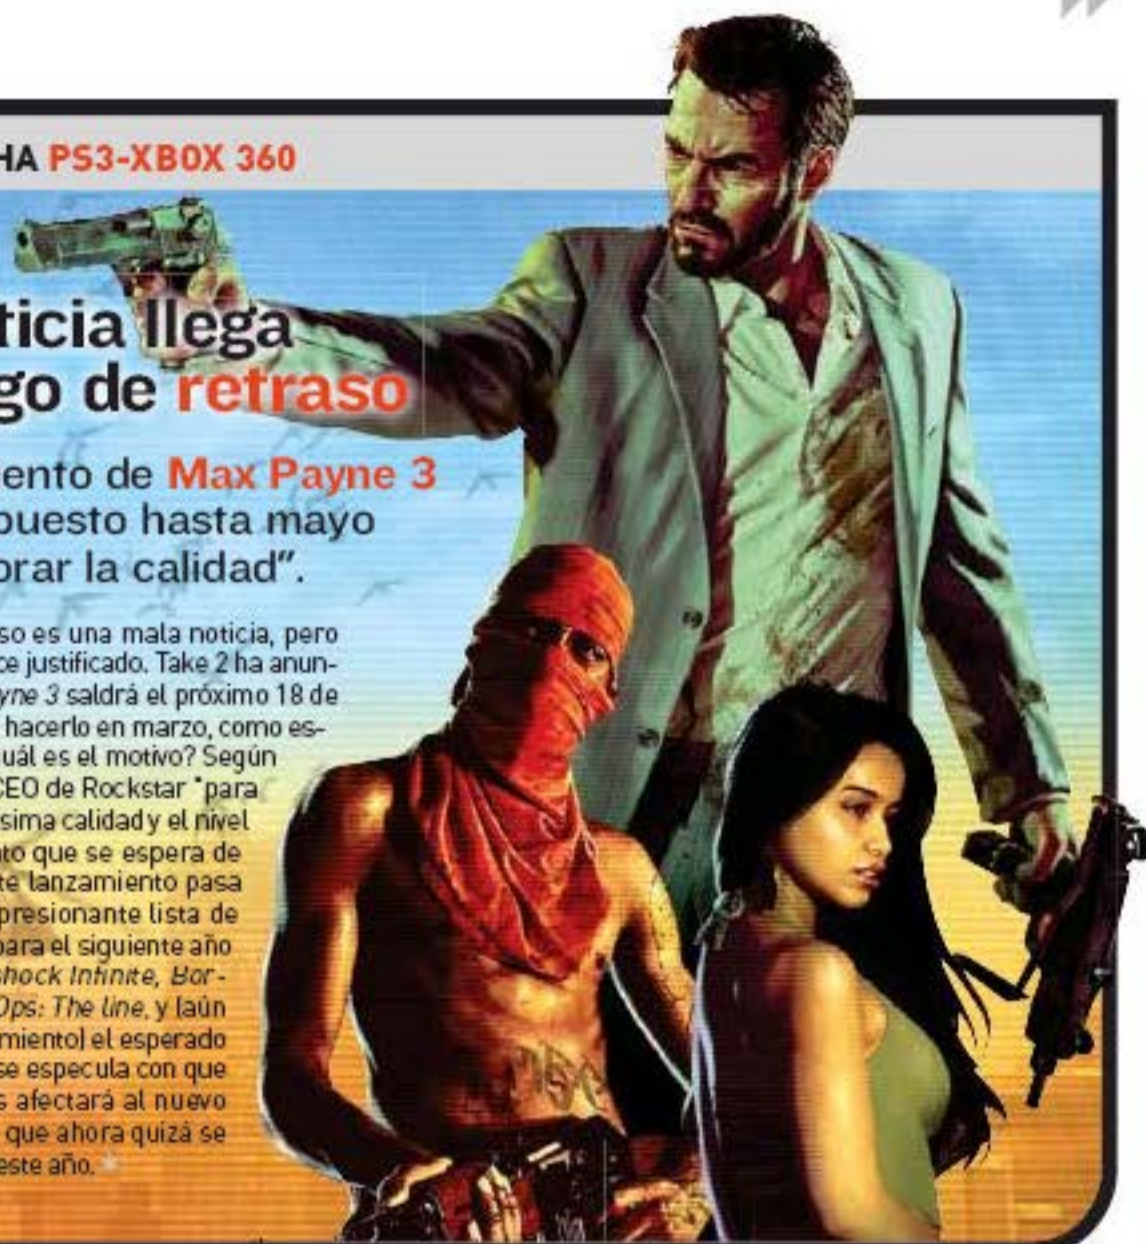 HA PS3-XBOX 360
ticia llega
go de retraso
ento de Max Payne 3
puesto hasta mayo
orar la calidad”.
so es una mala noticia, pero
ce justificado. Take 2 ha anun-
yne 3 saldrá el próximo 18 de
hacerlo en marzo, como es-
uál es el motivo? Según
CEO de Rockstar "para
sima calidad y el nivel
to que se espera de
te lanzamiento pasa
presionante lista de
para el siguiente año
shock Infinite, Bor-
Ops: The line, y (aún
miento) el esperado
se especula con que
s afectará al nuevo
que ahora quizá se
este año.